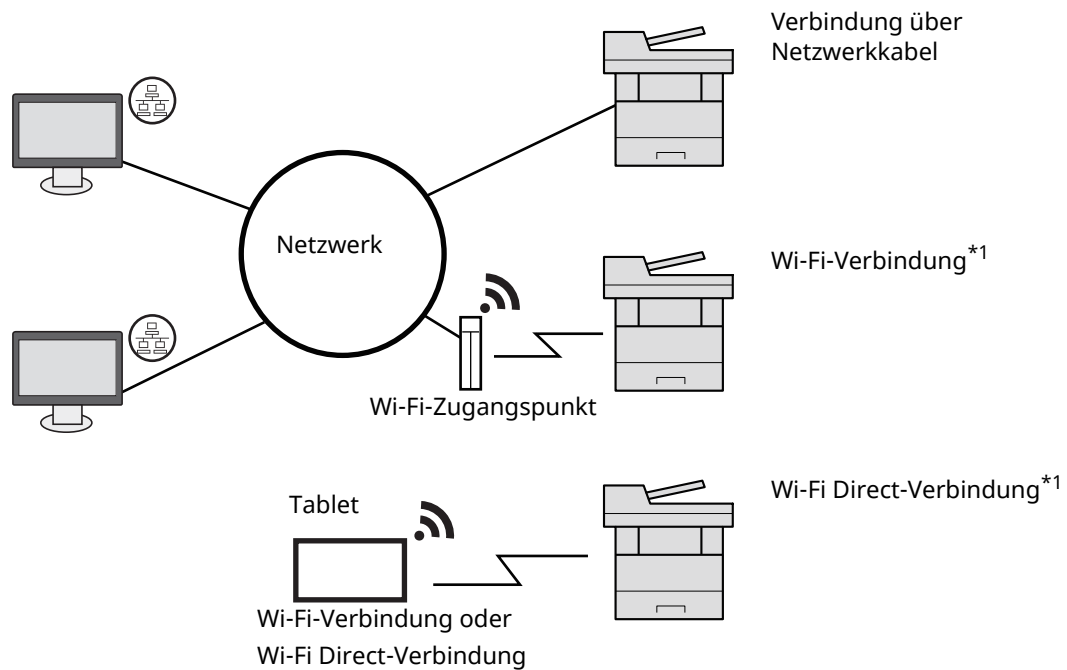 Verbindung über
Netzwerkkabel
Netzwerk
Wi-Fi-Verbindung*1
Wi-Fi-Zugangspunkt
Wi-Fi Direct-Verbindung*1
Tablet
Wi-Fi-Verbindung oder
Wi-Fi Direct-Verbindung